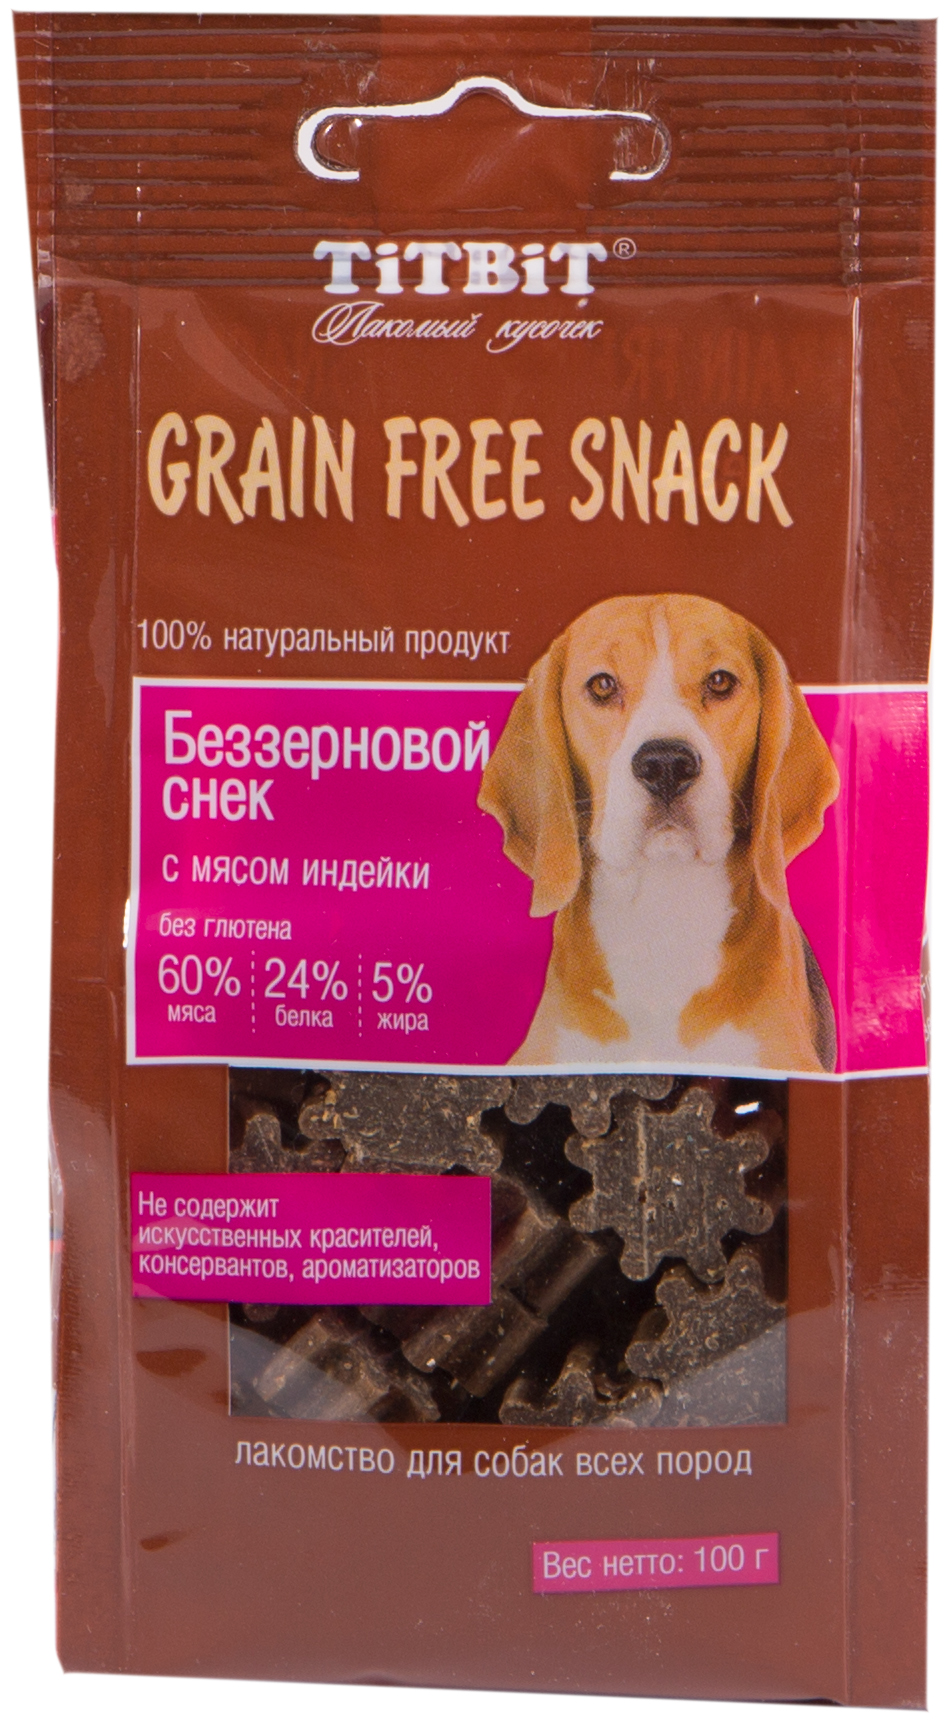 TiTBiT®
Лакомый кусочек
GRAIN FREE SNACK
100% натуральный продукт
Беззерновой
снек
с мясом индейки
без глютена
60% 24% 5%
мяса белка жира
Не содержит
искусственных красителей,
консервантов, ароматизаторов
лакомство для собак всех пород
Вес нетто: 100 г